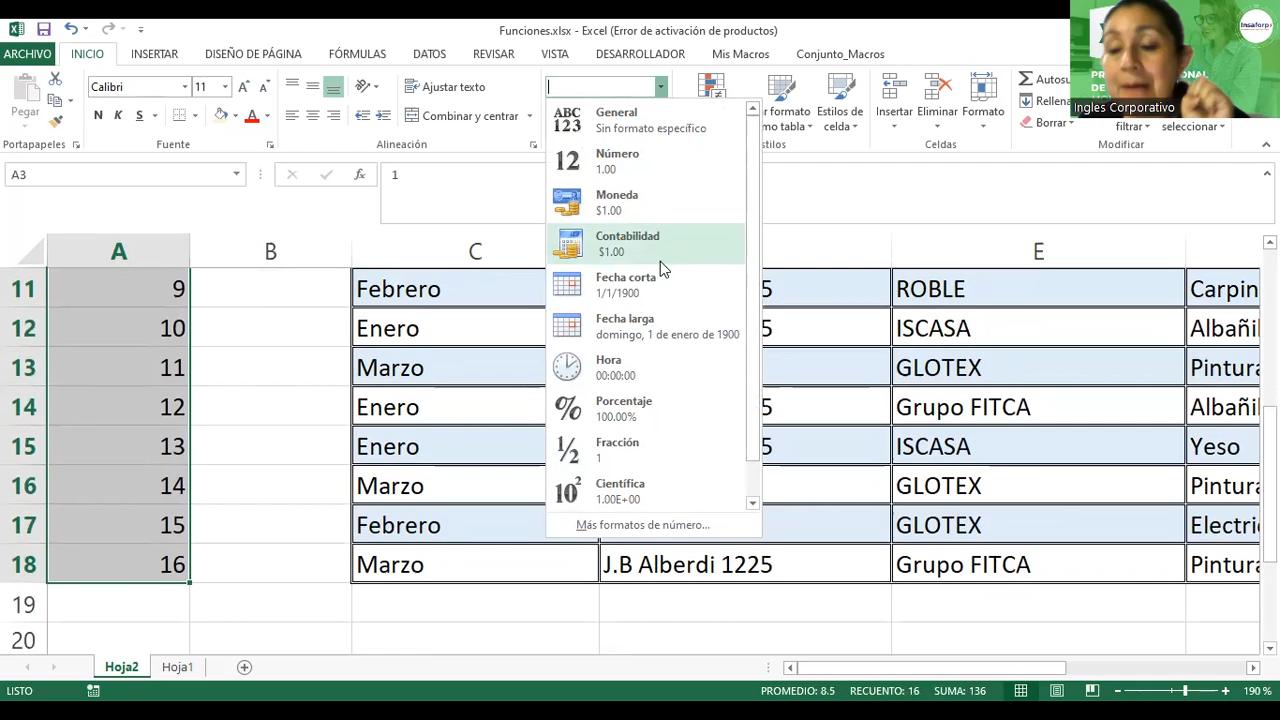 Funciones.xlsx - Excel (Error de activación de productos)
ARCHIVO INICIO INSERTAR DISEÑO DE PÁGINA FÓRMULAS DATOS REVISAR VISTA DESARROLLADOR Mis Macros Conjunto_Macros
Insaforp
Ingles Corporativo
Pegar
Calibri 11
N K S
Ajustar texto
Combinar y centrar
Estilos de
celda
Insertar Eliminar Formato
Rellena
Borrar
filtrar seleccionar
Portapapeles Fuente Alineación Celdas Modificar
A3 fx 1
ABC
123
General
Sin formato específico
12
Número
1.00
Moneda
$1.00
Contabilidad
$1.00
Fecha corta
1/1/1900
Fecha larga
domingo, 1 de enero de 1900
Hora
00:00:00
%
Porcentaje
100.00%
1/2
Fracción
1
10²
Científica
1.00E+00
Más formatos de número...
A B C E
11 9 Febrero 5 ROBLE Carpin
12 10 Enero 5 ISCASA Albañil
13 11 Marzo GLOTEX Pintura
14 12 Enero 5 Grupo FITCA Albañil
15 13 Enero 5 ISCASA Yeso
16 14 Marzo GLOTEX Pintura
17 15 Febrero GLOTEX Electric
18 16 Marzo J.B Alberdi 1225 Grupo FITCA Pintura
19
20
Hoja2 Hoja1
LISTO PROMEDIO: 8.5 RECUENTO: 16 SUMA: 136 190 %